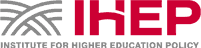 IHEP
INSTITUTE FOR HIGHER EDUCATION POLICY